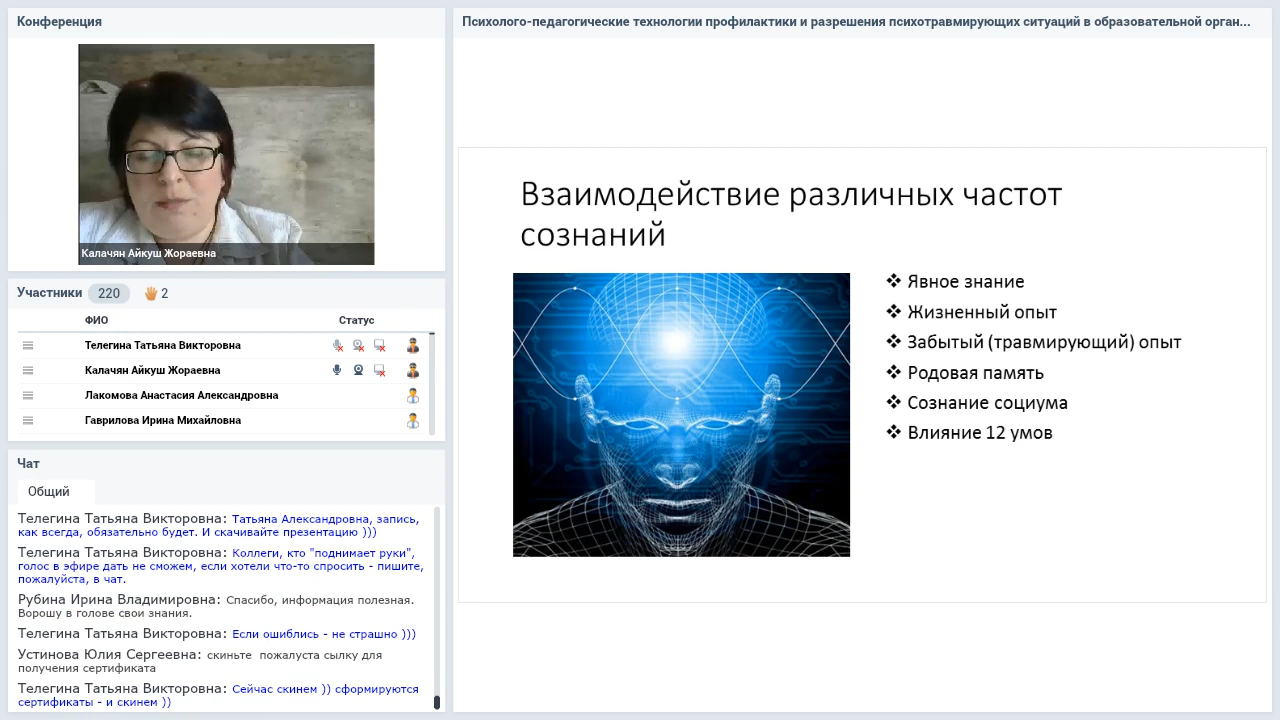 Конференция
Калачян Айкуш Жораевна
Участники 220 2
ФИО Статус
Телегина Татьяна Викторовна
Калачян Айкуш Жораевна
Лакомова Анастасия Александровна
Гаврилова Ирина Михайловна
Чат
Общий
Телегина Татьяна Викторовна: Татьяна Александровна, запись,
как всегда, обязательно будет. И скачивайте презентацию )))
Телегина Татьяна Викторовна: Коллеги, кто "поднимает руки",
голос в эфире дать не сможем, если хотели что-то спросить - пишите,
пожалуйста, в чат.
Рубина Ирина Владимировна: Спасибо, информация полезная.
Ворошу в голове свои знания.
Телегина Татьяна Викторовна: Если ошиблись - не страшно )))
Устинова Юлия Сергеевна: скиньте пожалуста сылку для
получения сертификата
Телегина Татьяна Викторовна: Сейчас скинем )) сформируются
сертификаты - и скинем ))
Психолого-педагогические технологии профилактики и разрешения психотравмирующих ситуаций в образовательной орган...
Взаимодействие различных частот
сознаний
❖ Явное знание
❖ Жизненный опыт
❖ Забытый (травмирующий) опыт
❖ Родовая память
❖ Сознание социума
❖ Влияние 12 умов